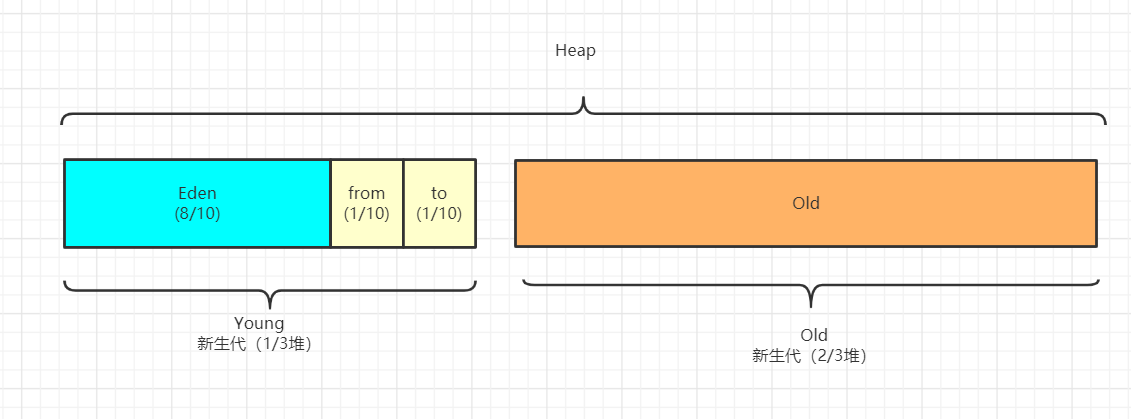 Heap
Eden
(8/10)
from
(1/10)
to
(1/10)
Old
Young
新生代（1/3堆）
Old
新生代（2/3堆）